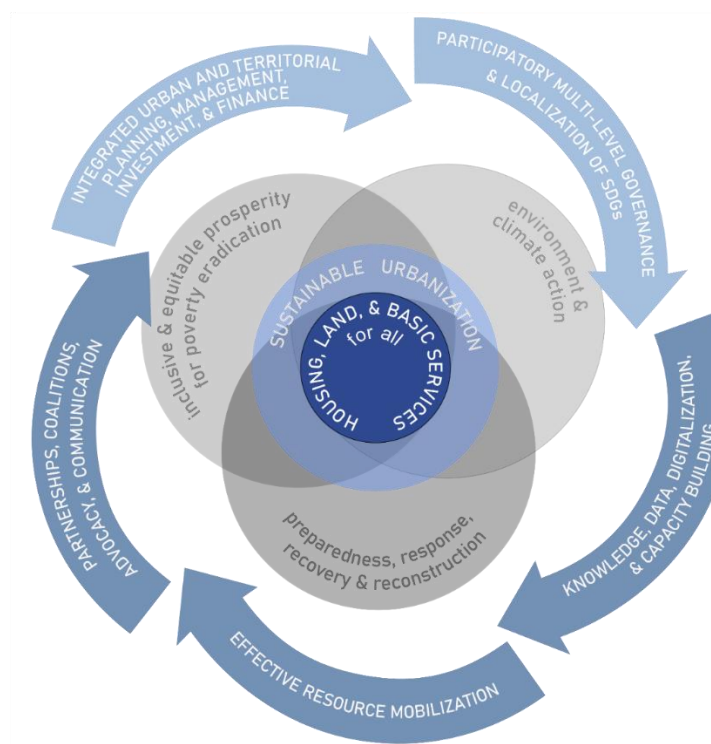 INTEGRATED URBAN AND TERRITORIAL
PLANNING, MANAGEMENT,
INVESTMENT, & FINANCE
PARTICIPATORY MULTI-LEVEL GOVERNANCE
& LOCALIZATION OF SDGs
inclusive & equitable prosperity
for poverty eradication
environment &
climate action
SUSTAINABLE URBANIZATION
HOUSING, LAND, & BASIC SERVICES
for all
preparedness, response,
recovery & reconstruction
KNOWLEDGE, DATA, DIGITALIZATION,
& CAPACITY BUILDING
EFFECTIVE RESOURCE MOBILIZATION
PARTNERSHIPS, COALITIONS,
ADVOCACY, & COMMUNICATION